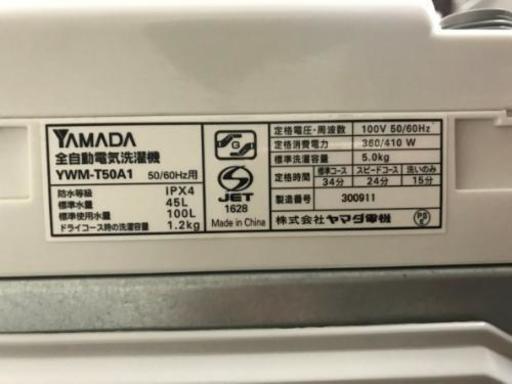 YAMADA
全自動電気洗濯機
YWM-T50A1 50/60Hz用
防水等級 IPX4
標準水量 45L
標準使用水量 100L
ドライコース時の洗濯容量 1.2kg
G
S
JET
1628
Made in China
定格電圧・周波数 100V 50/60Hz
定格消費電力 360/410 W
標準洗濯容量 5.0kg
定格時間 標準コース スピードコース 洗いのみ
34分 24分 15分
製造番号 300911
株式会社ヤマダ電機
PS
E